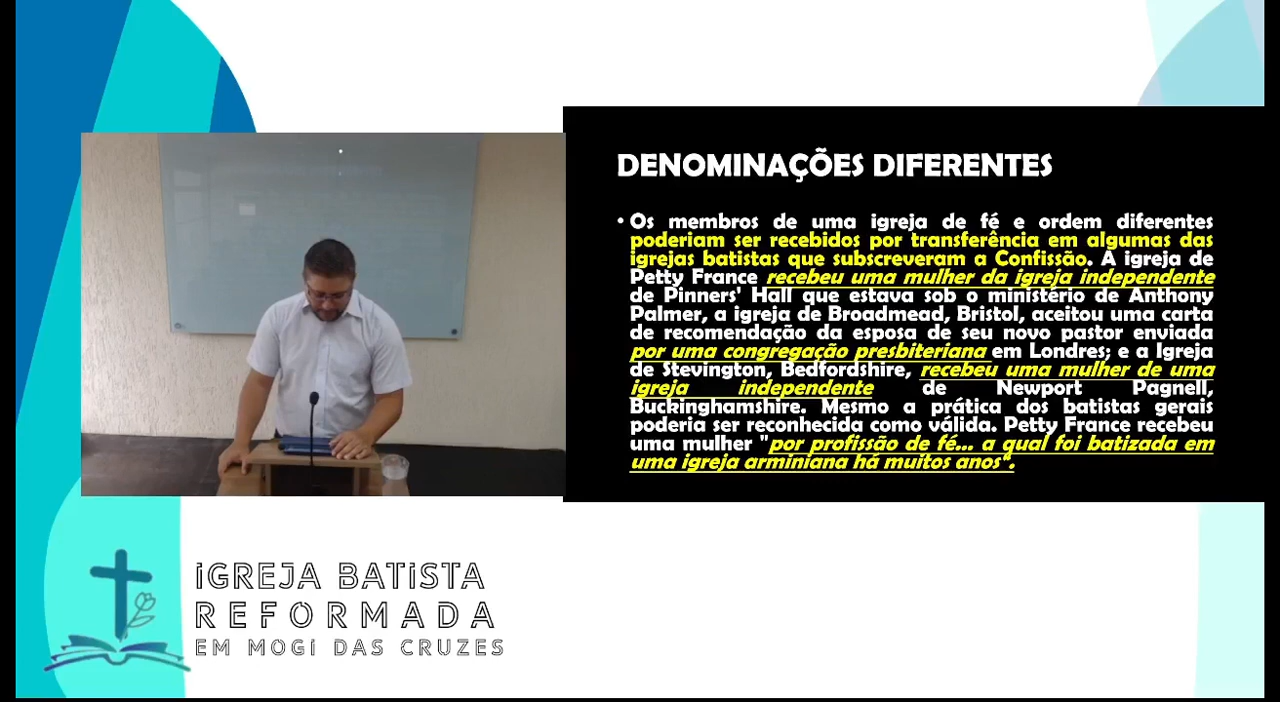 DENOMINAÇÕES DIFERENTES
• Os membros de uma igreja de fé e ordem diferentes
poderiam ser recebidos por transferência em algumas das
igrejas batistas que subscreveram a Confissão. A igreja de
Petty France recebeu uma mulher da igreja independente
de Pinners' Hall que estava sob o ministério de Anthony
Palmer, a igreja de Broadmead, Bristol, aceitou uma carta
de recomendação da esposa de seu novo pastor enviada
por uma congregação presbiteriana em Londres; e a Igreja
de Stevington, Bedfordshire, recebeu uma mulher de uma
igreja independente de Newport Pagnell,
Buckinghamshire. Mesmo a prática dos batistas gerais
poderia ser reconhecida como válida. Petty France recebeu
uma mulher "por profissão de fé... a qual foi batizada em
uma igreja arminiana há muitos anos".
IGREJA BATISTA
REFORMADA
EM MOGI DAS CRUZES